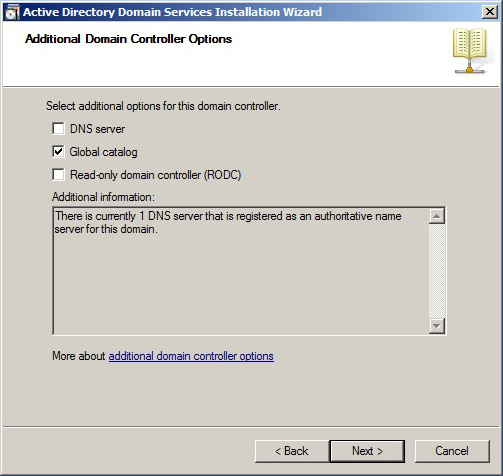 Active Directory Domain Services Installation Wizard
Additional Domain Controller Options
Select additional options for this domain controller.
DNS server
Global catalog
Read-only domain controller (RODC)
Additional information:
There is currently 1 DNS server that is registered as an authoritative name
server for this domain.
More about additional domain controller options
< Back
Next >
Cancel